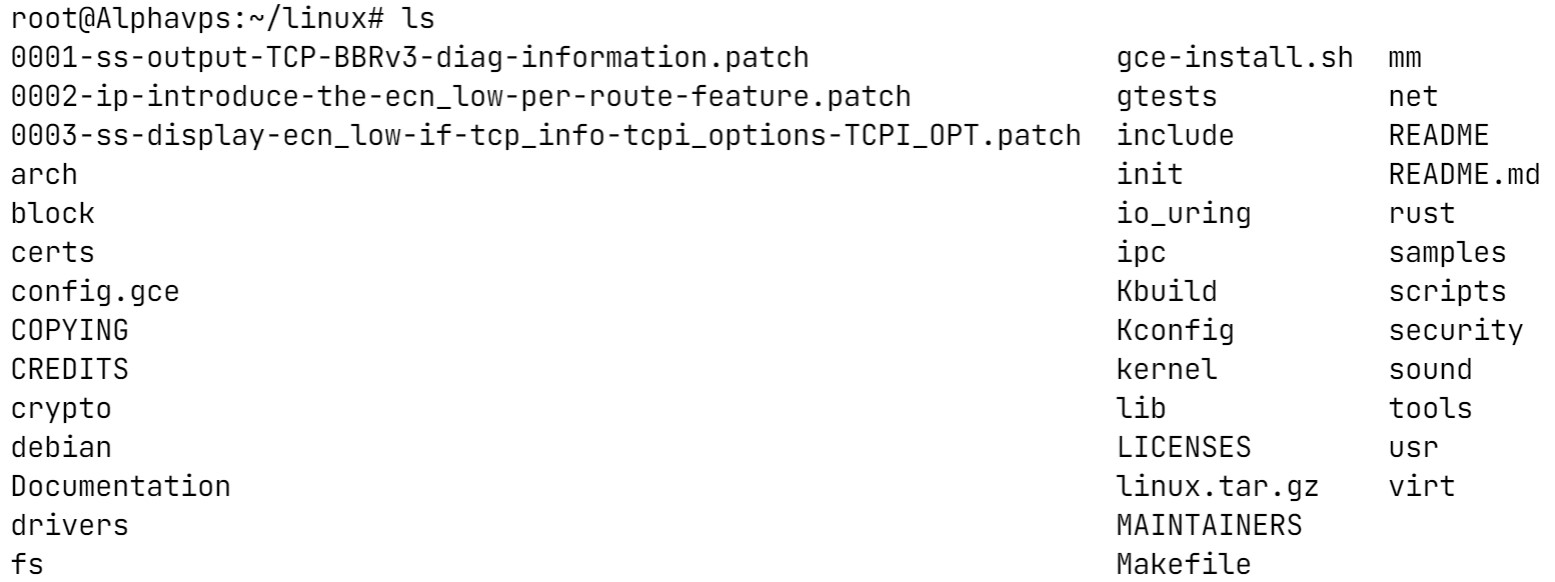 root@Alphavps:~/linux# ls
0001-ss-output-TCP-BBRv3-diag-information.patch gce-install.sh mm
0002-ip-introduce-the-ecn_low-per-route-feature.patch gtests net
0003-ss-display-ecn_low-if-tcp_info-tcpi_options-TCPI_OPT.patch include README
arch init README.md
block io_uring rust
certs ipc samples
config.gce Kbuild scripts
COPYING Kconfig security
CREDITS kernel sound
crypto lib tools
debian LICENSES usr
Documentation linux.tar.gz virt
drivers MAINTAINERS
fs Makefile